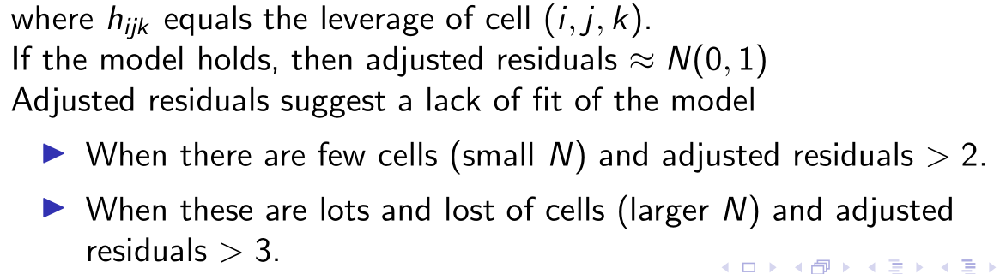 where h_{ijk} equals the leverage of cell (i, j, k).
If the model holds, then adjusted residuals ≈ N(0, 1)
Adjusted residuals suggest a lack of fit of the model
▶ When there are few cells (small N) and adjusted residuals > 2.
▶ When these are lots and lost of cells (larger N) and adjusted
residuals > 3.